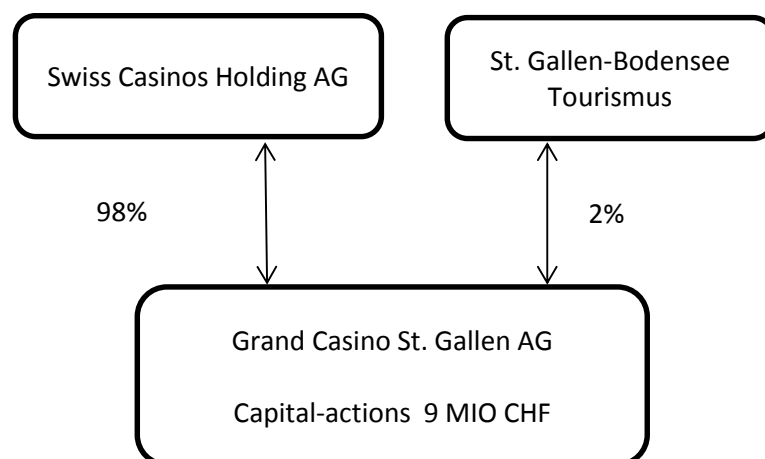 Swiss Casinos Holding AG
St. Gallen-Bodensee
Tourismus
98%
2%
Grand Casino St. Gallen AG
Capital-actions 9 MIO CHF